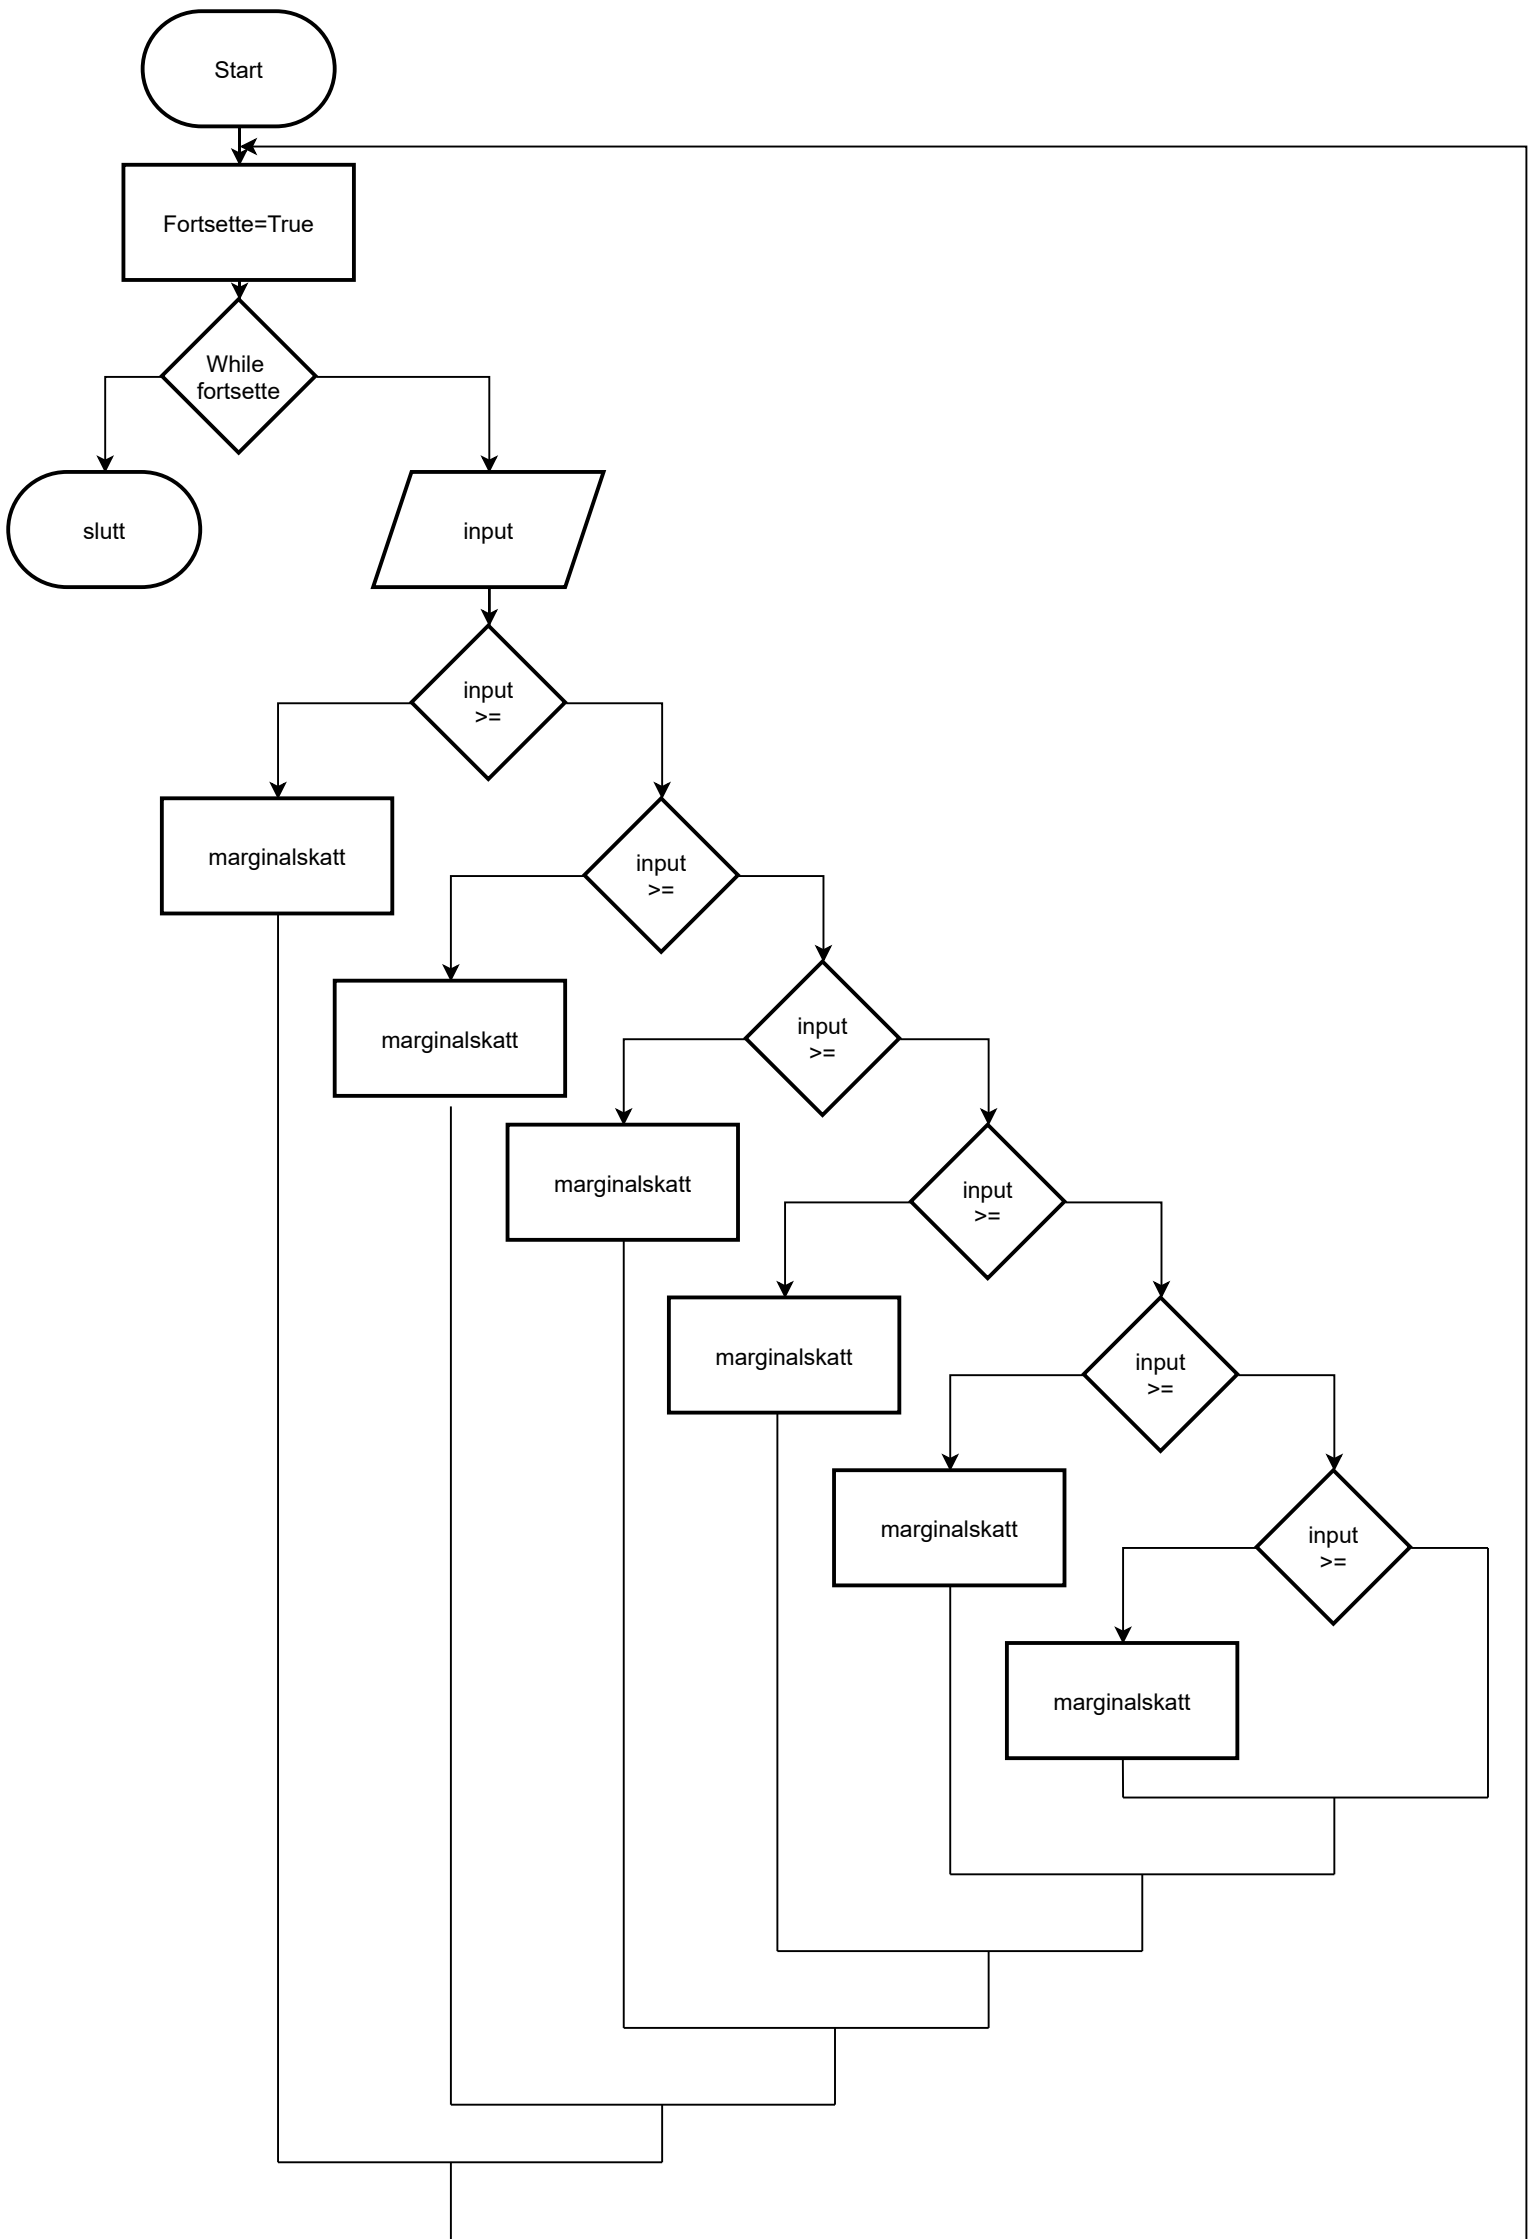 Start
Fortsette=True
While
fortsette
slutt
input
input
>=
marginalskatt
input
>=
marginalskatt
input
>=
marginalskatt
input
>=
marginalskatt
input
>=
marginalskatt
input
>=
marginalskatt